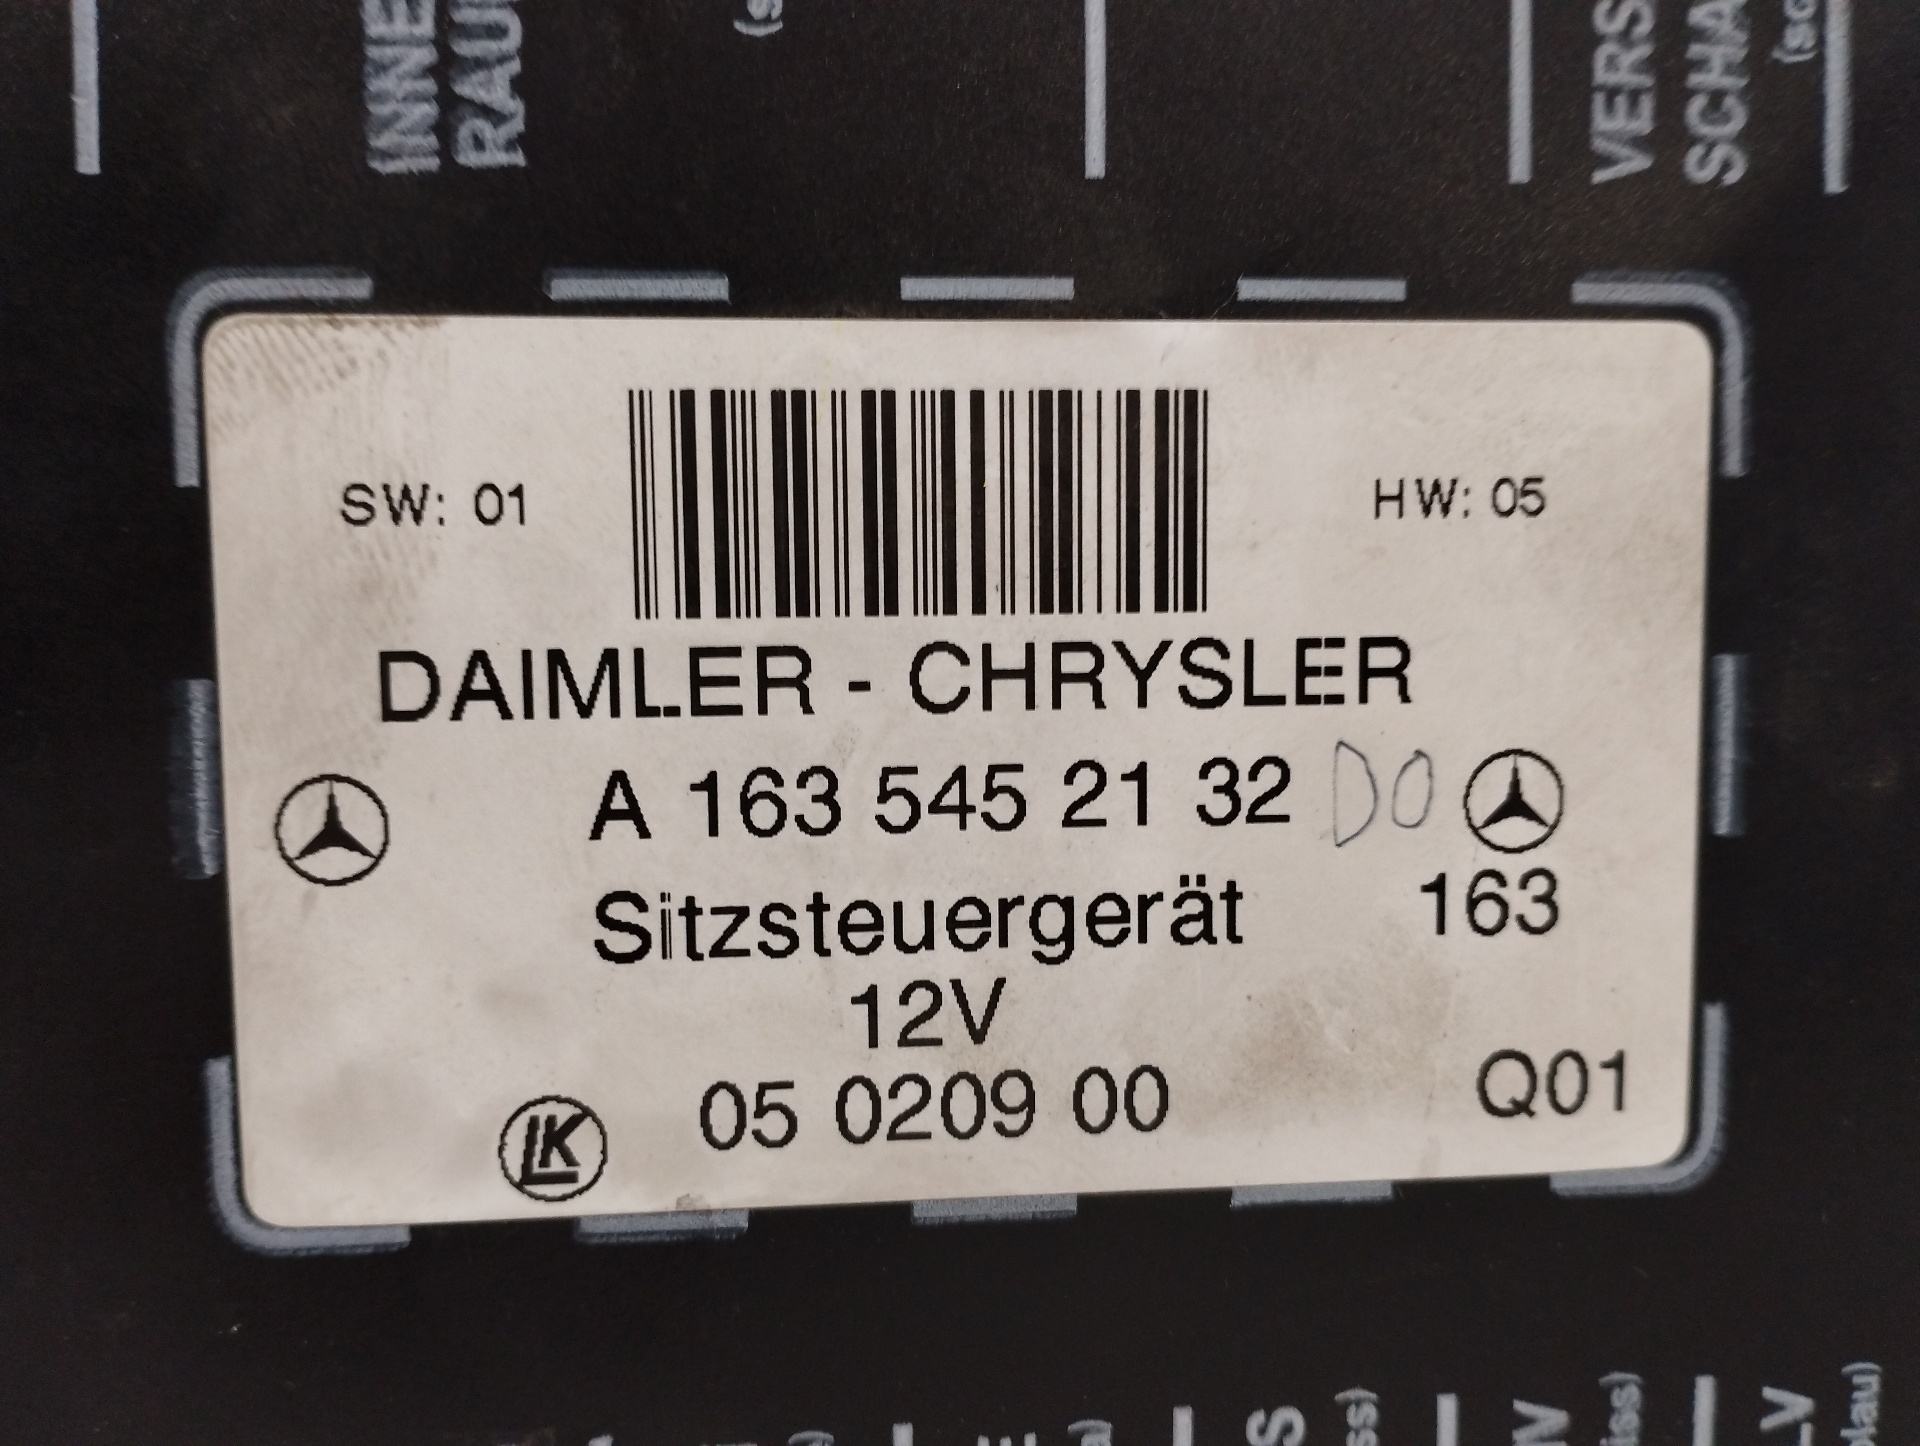 SW: 01
HW: 05
DAIMLER - CHRYSLER
A 163 545 21 32 DO
Sitzsteuergerät
163
12V
05 0209 00
Q01
LK
INNE
RAU
VERS
SCHA